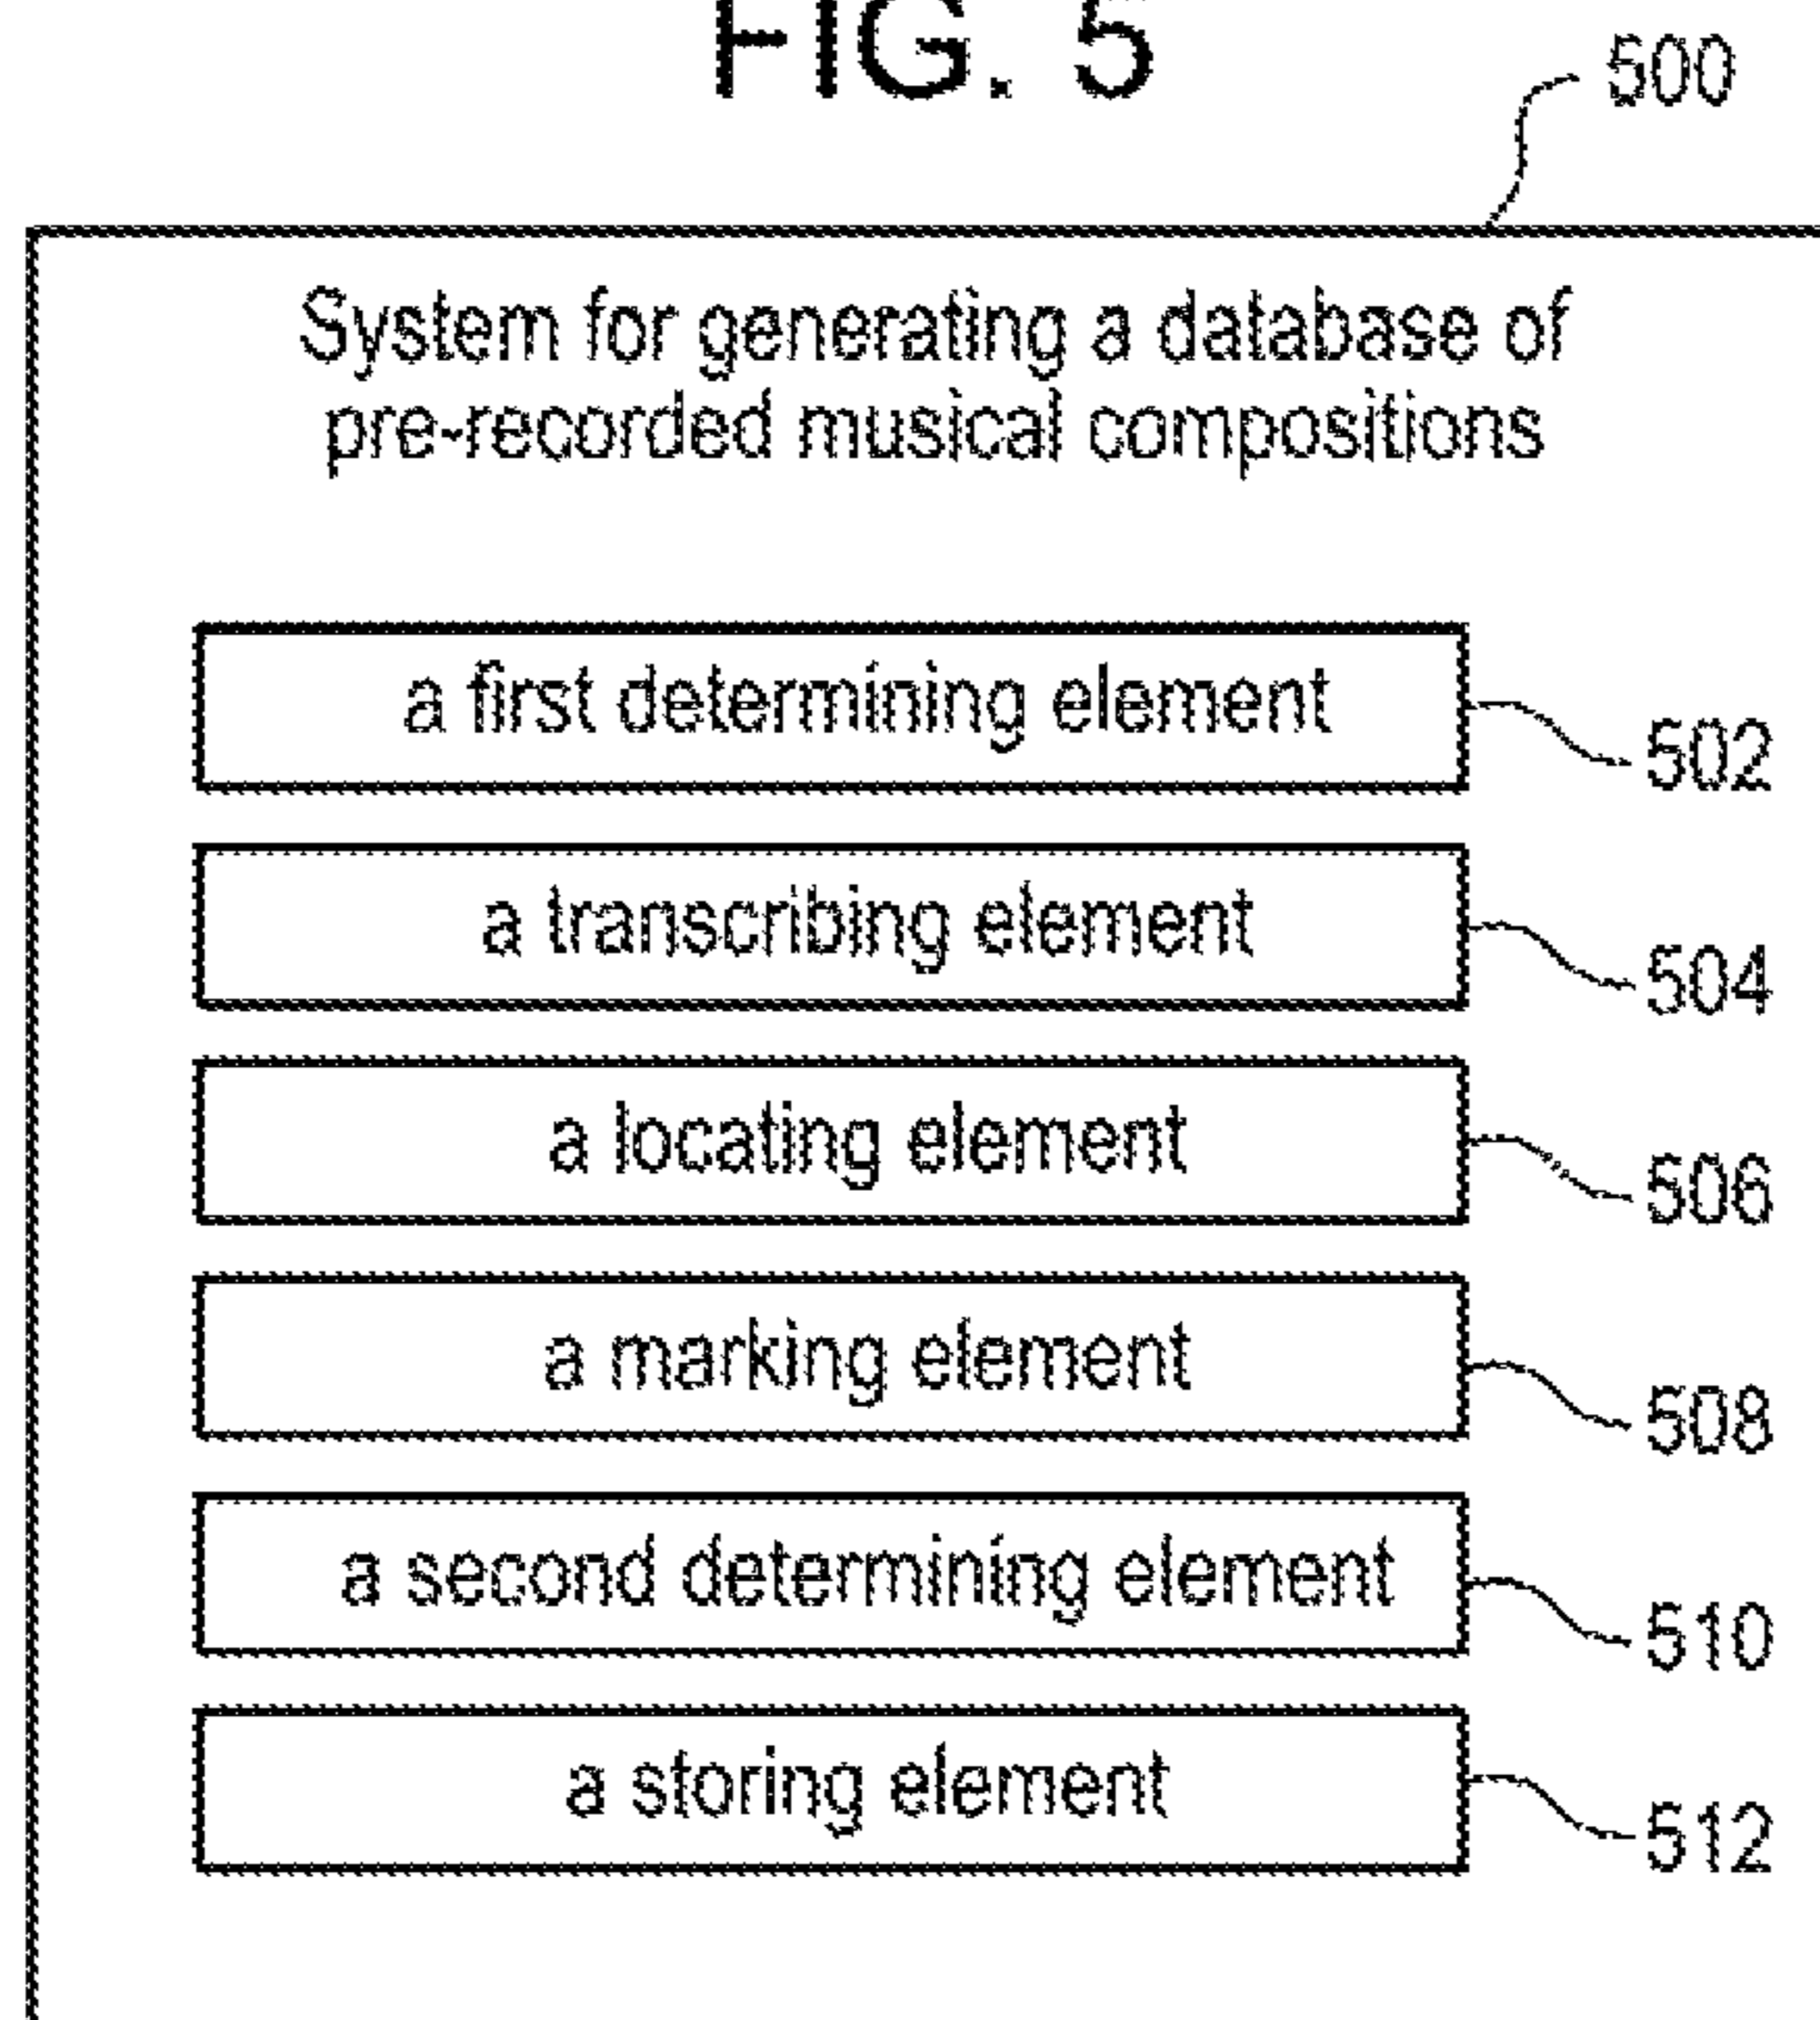 FIG. 5
500
System for generating a database of
pre-recorded musical compositions
a first determining element
502
a transcribing element
504
a locating element
506
a marking element
508
a second determining element
510
a storing element
512